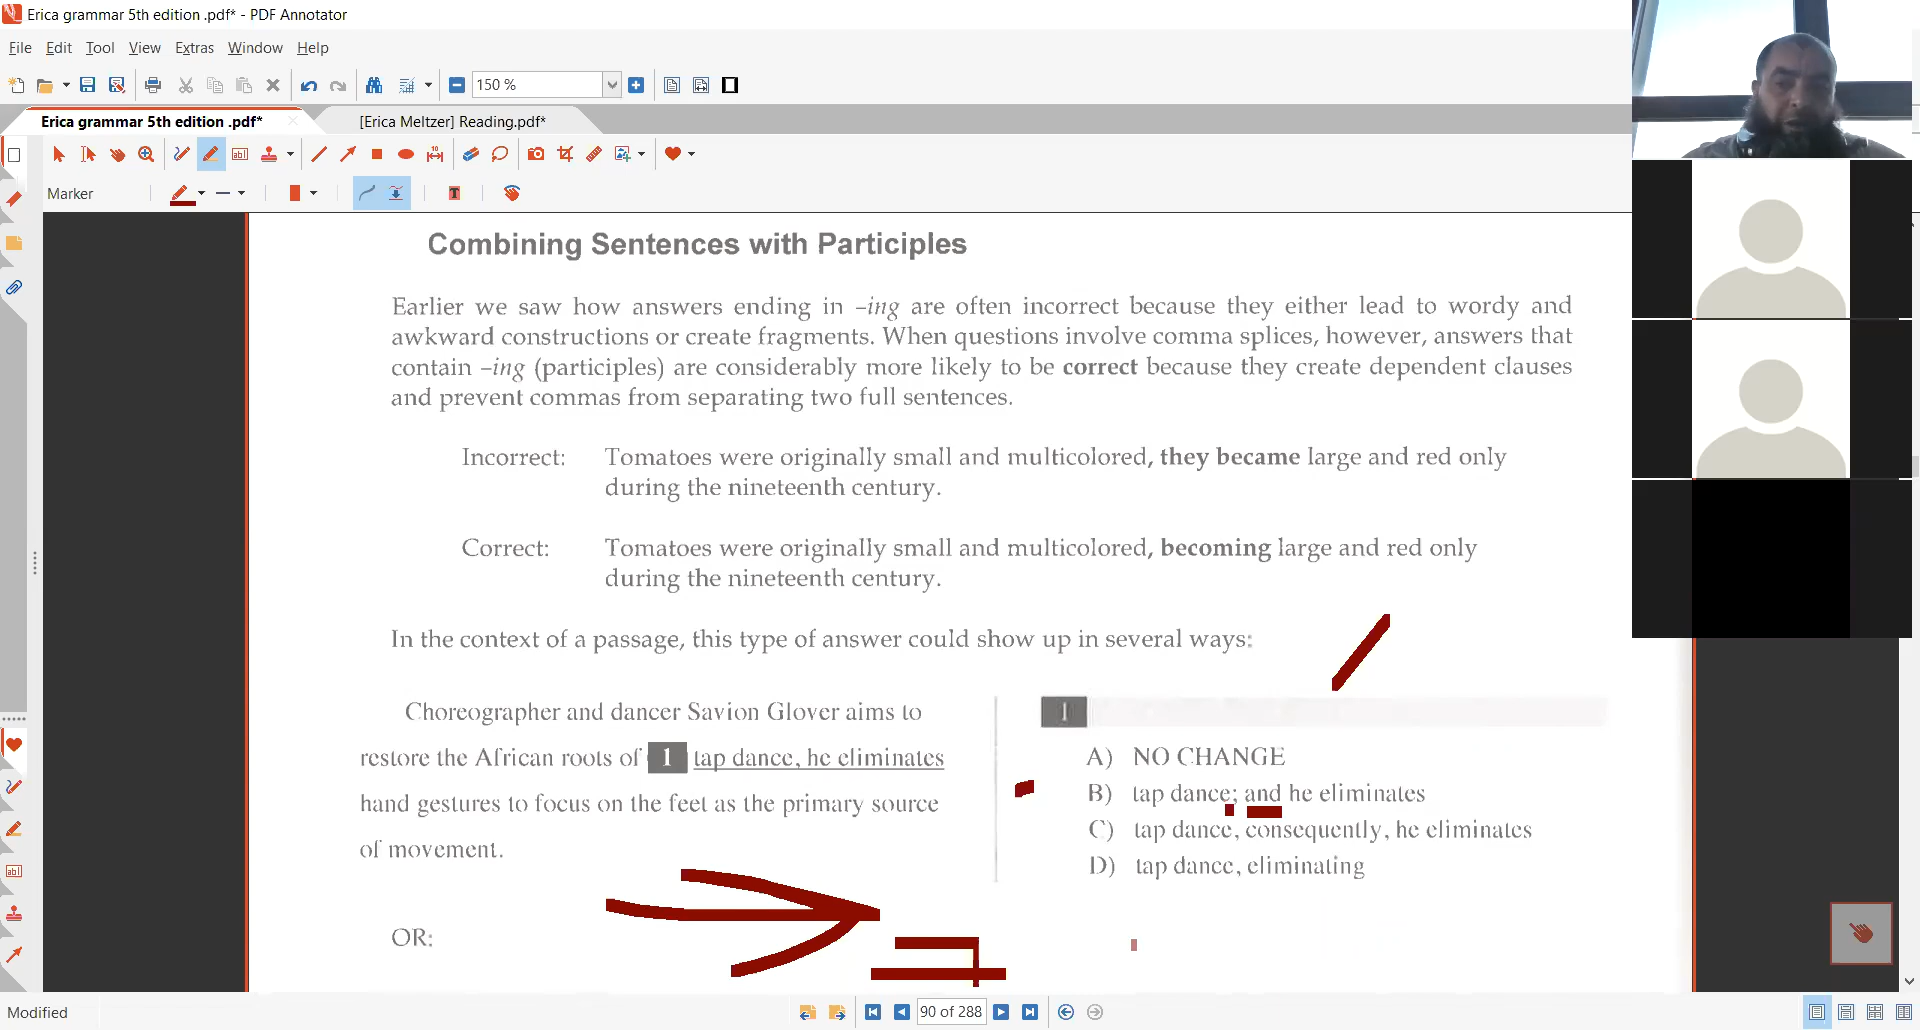 Erica grammar 5th edition .pdf* - PDF Annotator
File Edit Tool View Extras Window Help
150 %
Erica grammar 5th edition .pdf*
[Erica Meltzer] Reading.pdf*
Marker
Combining Sentences with Participles
Earlier we saw how answers ending in –ing are often incorrect because they either lead to wordy and
awkward constructions or create fragments. When questions involve comma splices, however, answers that
contain –ing (participles) are considerably more likely to be correct because they create dependent clauses
and prevent commas from separating two full sentences.
Incorrect: Tomatoes were originally small and multicolored, they became large and red only
during the nineteenth century.
Correct: Tomatoes were originally small and multicolored, becoming large and red only
during the nineteenth century.
In the context of a passage, this type of answer could show up in several ways:
Choreographer and dancer Savion Glover aims to
restore the African roots of 1 tap dance, he eliminates
hand gestures to focus on the feet as the primary source
of movement.
1
A) NO CHANGE
B) tap dance; and he eliminates
C) tap dance, consequently, he eliminates
D) tap dance, eliminating
OR:
Modified
90 of 288